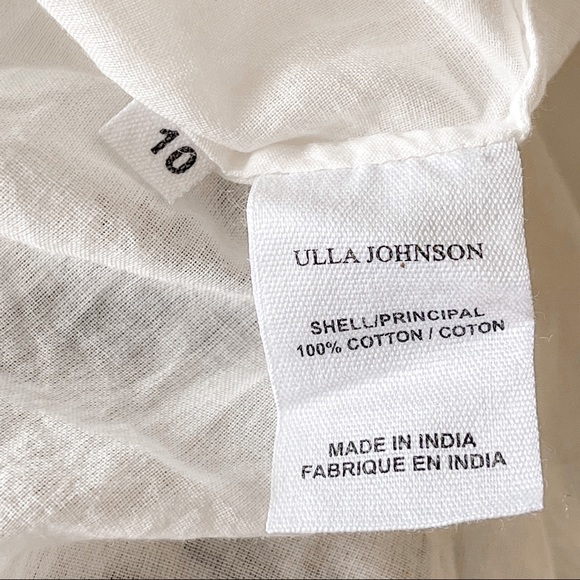 10
ULLA JOHNSON
SHELL/PRINCIPAL
100% COTTON / COTON
MADE IN INDIA
FABRIQUE EN INDIA